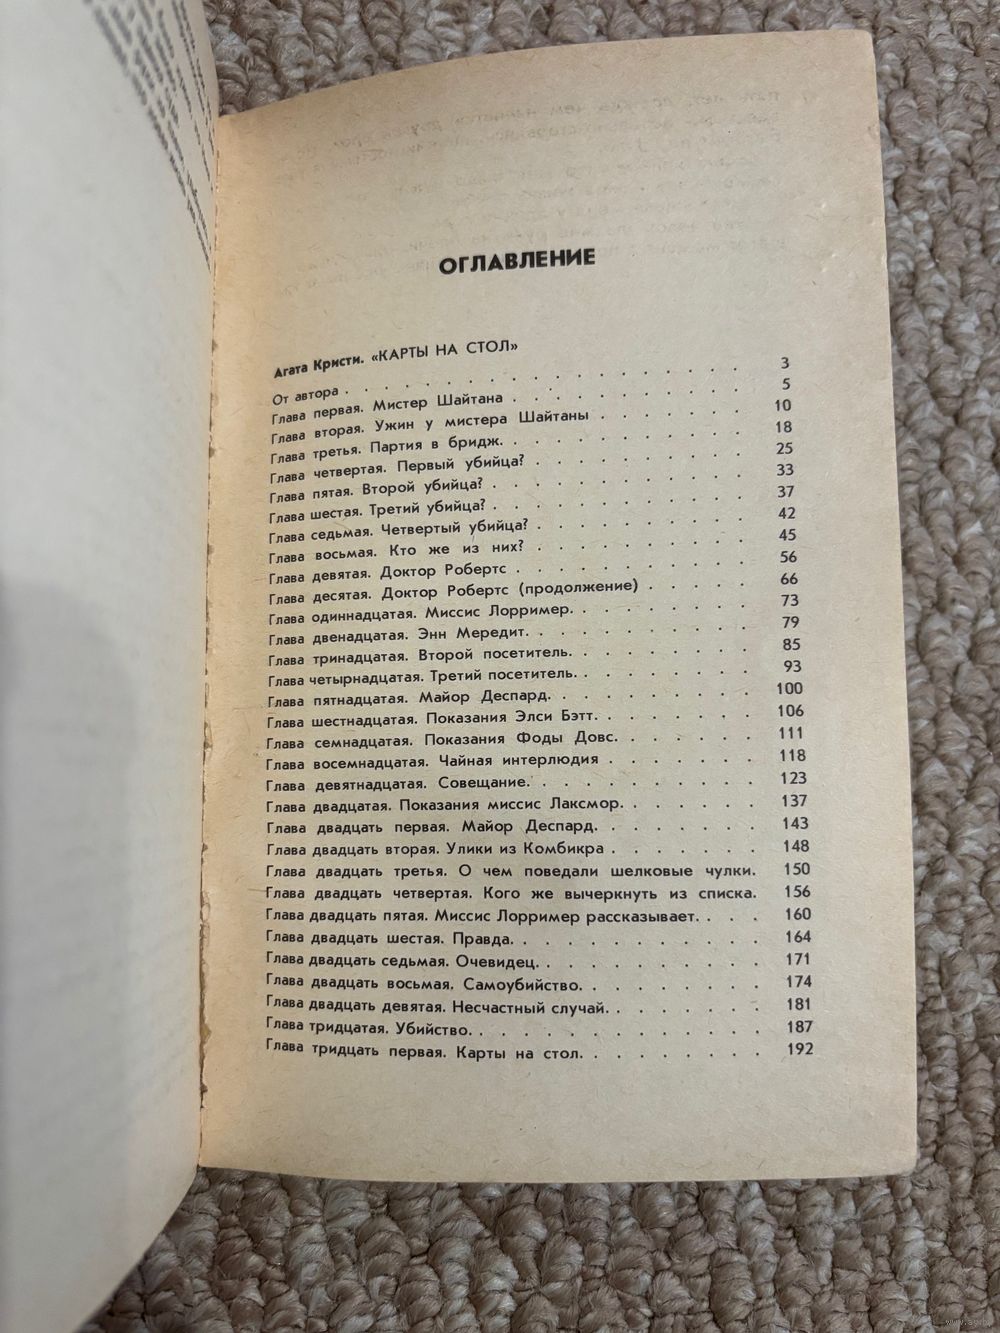 ОГЛАВЛЕНИЕ
Агата Кристи. «КАРТЫ НА СТОЛ»
От автора . . . . . . . . . . . . . . . . . 3
Глава первая. Мистер Шайтана . . . . . . . . . . 5
Глава вторая. Ужин у мистера Шайтаны . . . . . . . 10
Глава третья. Партия в бридж. . . . . . . . . . . 18
Глава четвертая. Первый убийца? . . . . . . . . . 25
Глава пятая. Второй убийца? . . . . . . . . . . . 33
Глава шестая. Третий убийца? . . . . . . . . . . . 37
Глава седьмая. Четвертый убийца? . . . . . . . . . 42
Глава восьмая. Кто же из них? . . . . . . . . . 45
Глава девятая. Доктор Робертс . . . . . . . . . . 56
Глава десятая. Доктор Робертс (продолжение) . . . . . 66
Глава одиннадцатая. Миссис Лорример. . . . . . . . 73
Глава двенадцатая. Энн Мередит. . . . . . . . . . 79
Глава тринадцатая. Второй посетитель. . . . . . . . 85
Глава четырнадцатая. Третий посетитель. . . . . . . . 93
Глава пятнадцатая. Майор Деспард. . . . . . . . . 100
Глава шестнадцатая. Показания Элси Бэтт. . . . . . . 106
Глава семнадцатая. Показания Фоды Довс. . . . . . . 111
Глава восемнадцатая. Чайная интерлюдия . . . . . . . 118
Глава девятнадцатая. Совещание. . . . . . . . . . 123
Глава двадцатая. Показания миссис Лаксмор. . . . . . 137
Глава двадцать первая. Майор Деспард. . . . . . . . 143
Глава двадцать вторая. Улики из Комбикра . . . . . . . 148
Глава двадцать третья. О чем поведали шелковые чулки. 150
Глава двадцать четвертая. Кого же вычеркнуть из списка. 156
Глава двадцать пятая. Миссис Лорример рассказывает. . . . 160
Глава двадцать шестая. Правда. . . . . . . . . . . 164
Глава двадцать седьмая. Очевидец. . . . . . . . . . 171
Глава двадцать восьмая. Самоубийство. . . . . . . . 174
Глава двадцать девятая. Несчастный случай. . . . . . . 181
Глава тридцатая. Убийство. . . . . . . . . . . . . 187
Глава тридцать первая. Карты на стол. . . . . . . . 192